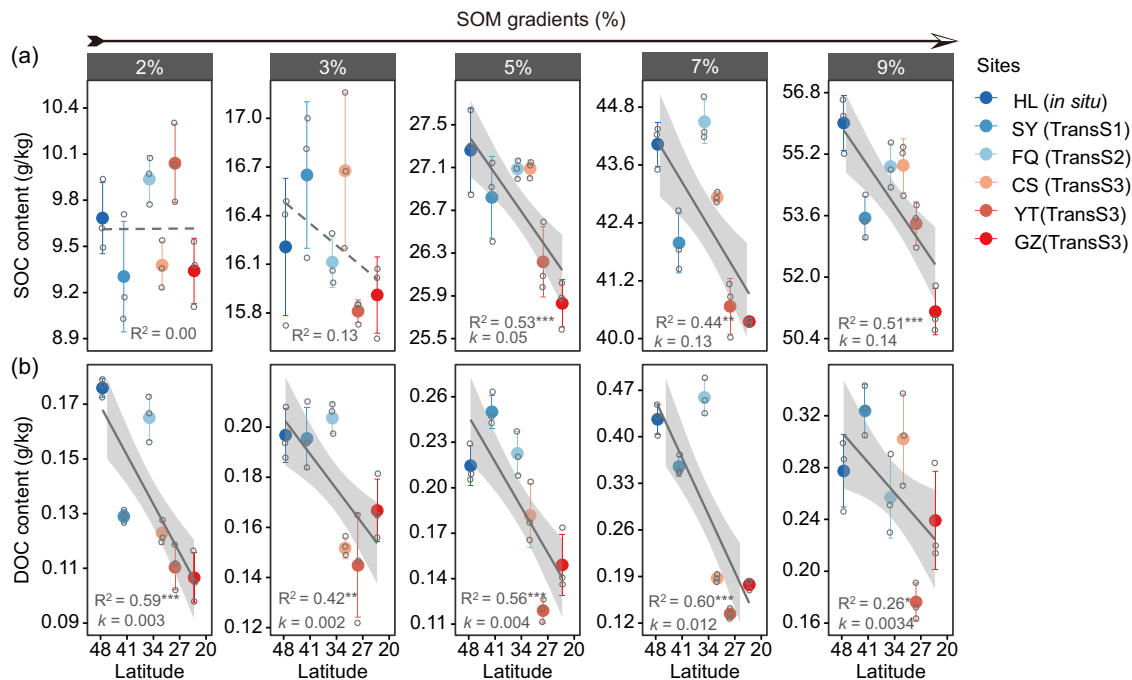 SOM gradients (%)
(a)
2% 3% 5% 7% 9%
SOC content (g/kg)
10.4
10.1
9.8
9.5
9.2
8.9
R² = 0.00
17.0
16.7
16.4
16.1
15.8
R² = 0.13
27.5
27.1
26.7
26.3
25.9
25.5
R² = 0.53***
k = 0.05
44.8
43.6
42.4
41.2
40.0
R² = 0.44**
k = 0.13
56.8
55.2
53.6
52.0
50.4
R² = 0.51***
k = 0.14
Sites
HL (in situ)
SY (TransS1)
FQ (TransS2)
CS (TransS3)
YT(TransS3)
GZ(TransS3)
(b)
DOC content (g/kg)
0.17
0.15
0.13
0.11
0.09
R² = 0.59***
k = 0.003
0.20
0.18
0.16
0.14
0.12
R² = 0.42**
k = 0.002
0.26
0.23
0.20
0.17
0.14
0.11
R² = 0.56***
k = 0.004
0.47
0.40
0.33
0.26
0.19
0.12
R² = 0.60***
k = 0.012
0.32
0.28
0.24
0.20
0.16
R² = 0.26*
k = 0.0034
48 41 34 27 20
48 41 34 27 20
48 41 34 27 20
48 41 34 27 20
48 41 34 27 20
Latitude Latitude Latitude Latitude Latitude